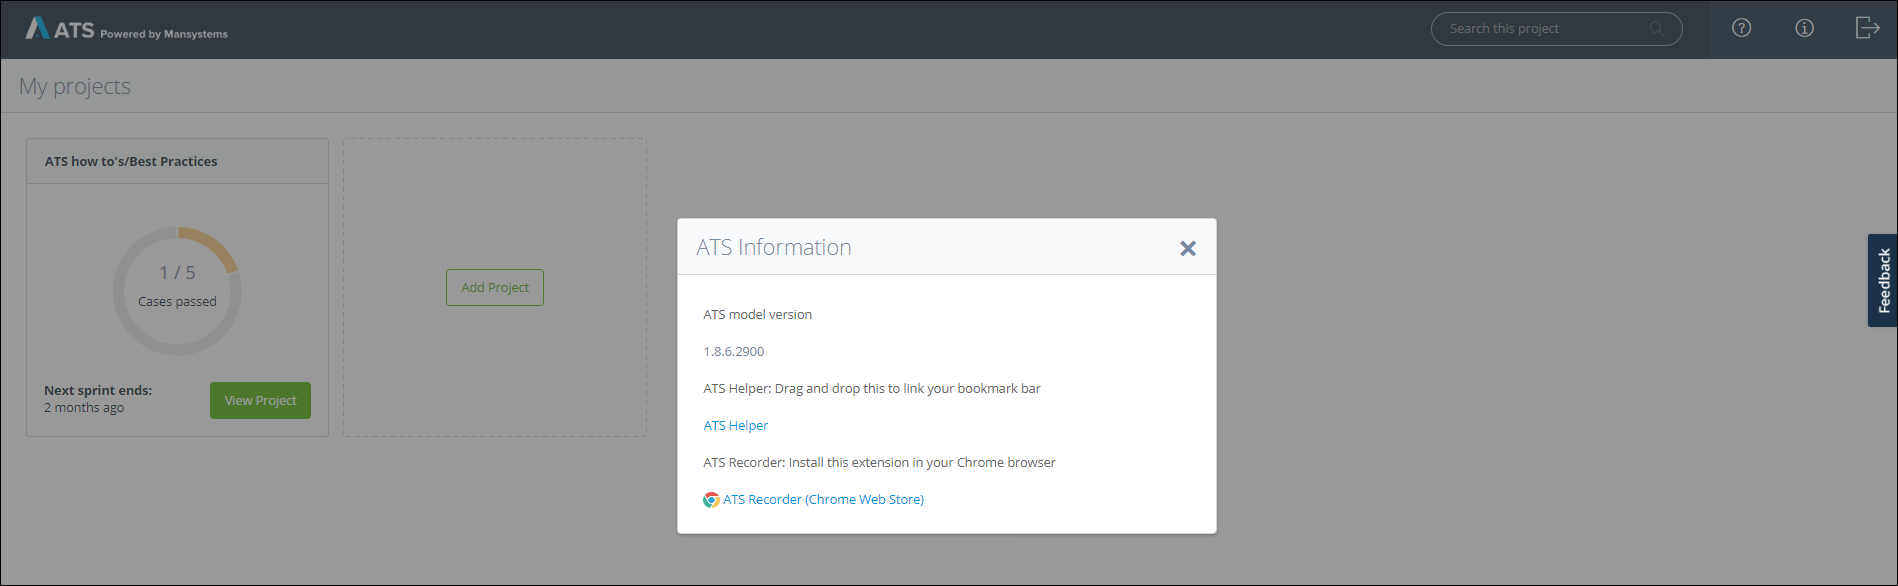 ATS Powered by Mansystems
Search this project
My projects
ATS how to's/Best Practices
1 / 5
Cases passed
Next sprint ends:
2 months ago
View Project
Add Project
ATS Information
ATS model version
1.8.6.2900
ATS Helper: Drag and drop this to link your bookmark bar
ATS Helper
ATS Recorder: Install this extension in your Chrome browser
ATS Recorder (Chrome Web Store)
Feedback